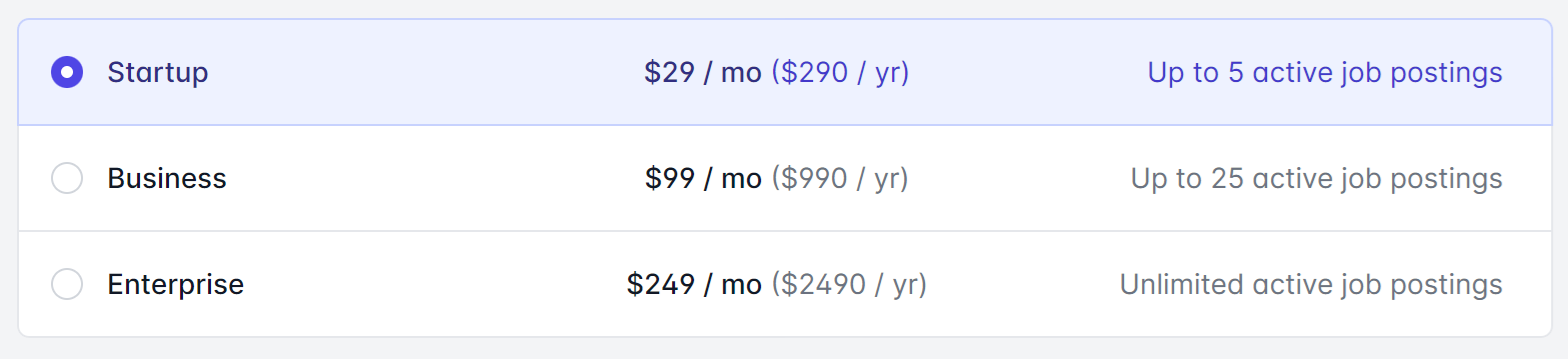 Startup $29 / mo ($290 / yr) Up to 5 active job postings
Business $99 / mo ($990 / yr) Up to 25 active job postings
Enterprise $249 / mo ($2490 / yr) Unlimited active job postings